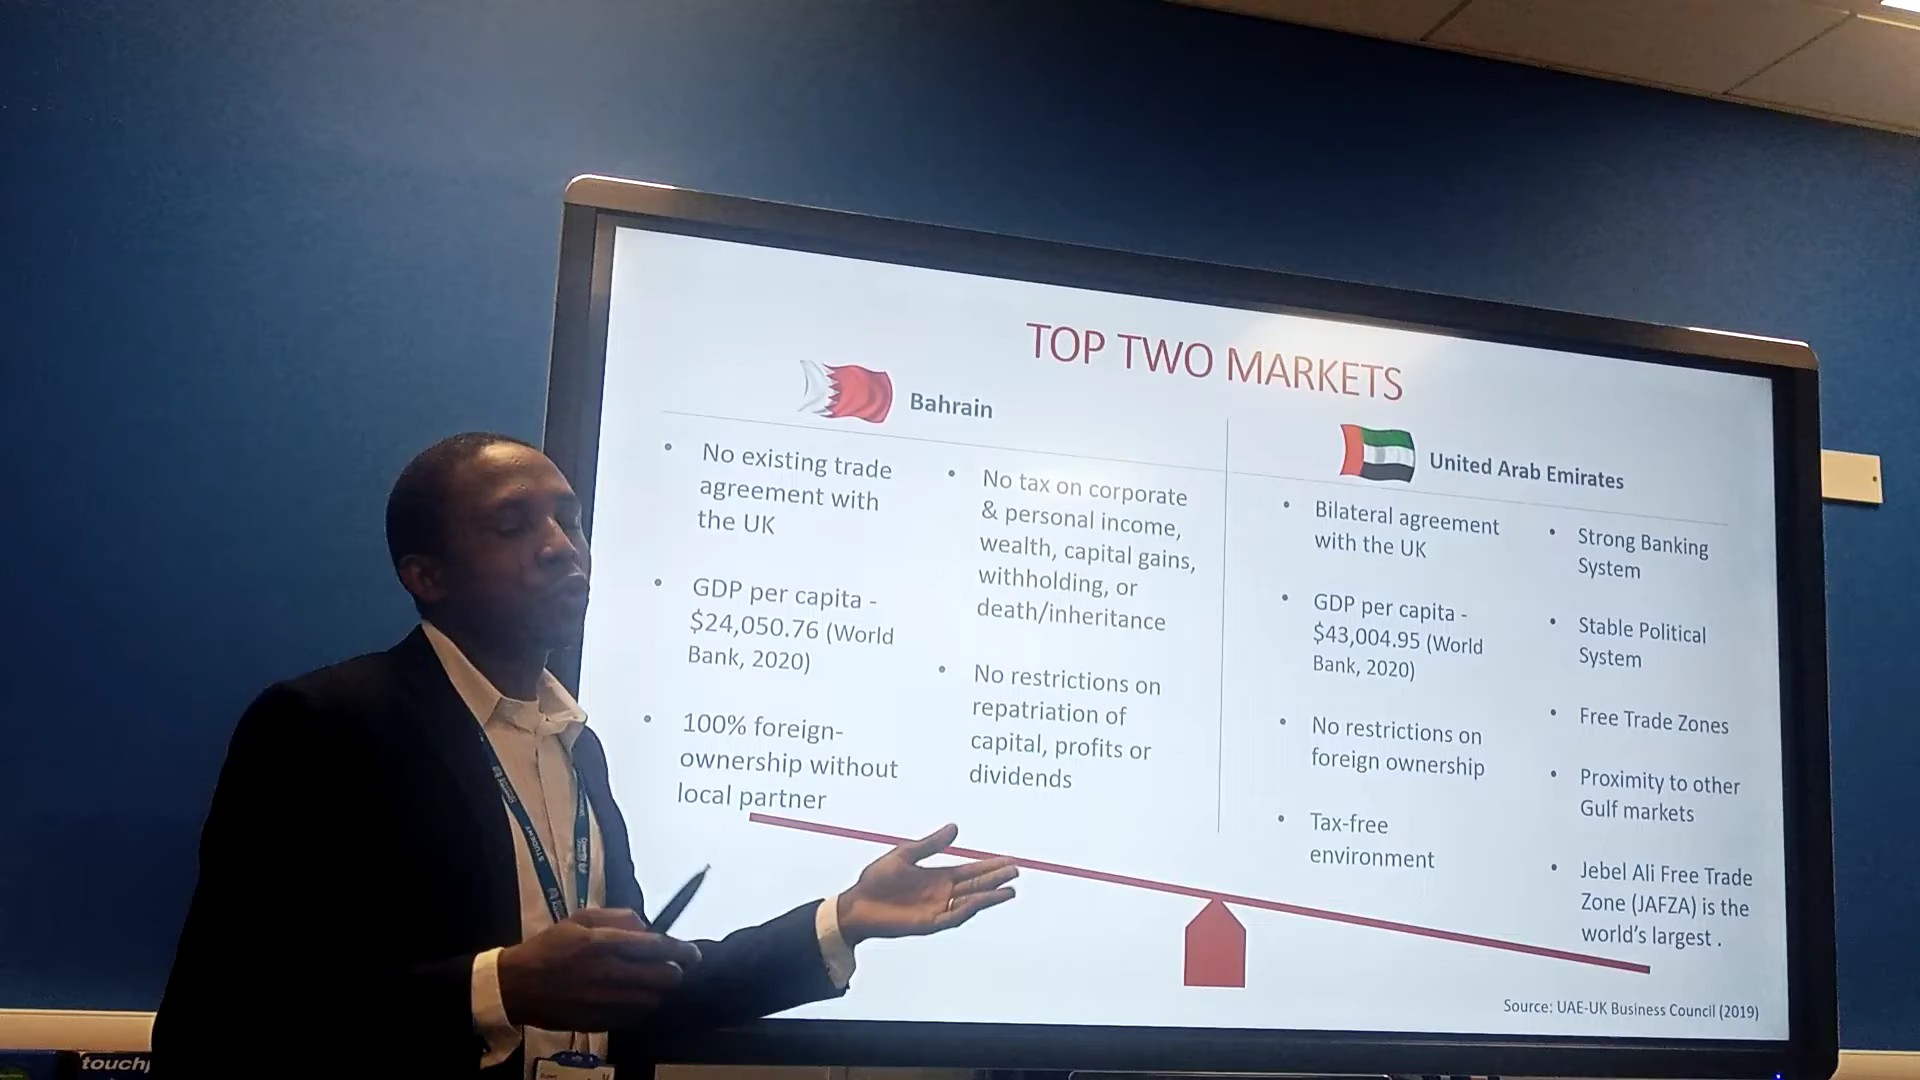 TOP TWO MARKETS
Bahrain
• No existing trade
agreement with
the UK
• GDP per capita -
$24,050.76 (World
Bank, 2020)
• 100% foreign-
ownership without
local partner
• No tax on corporate
& personal income,
wealth, capital gains,
withholding, or
death/inheritance
• No restrictions on
repatriation of
capital, profits or
dividends
United Arab Emirates
• Bilateral agreement
with the UK
• GDP per capita -
$43,004.95 (World
Bank, 2020)
• No restrictions on
foreign ownership
• Tax-free
environment
• Strong Banking
System
• Stable Political
System
• Free Trade Zones
• Proximity to other
Gulf markets
• Jebel Ali Free Trade
Zone (JAFZA) is the
world's largest .
Source: UAE-UK Business Council (2019)
STUDENT
touch